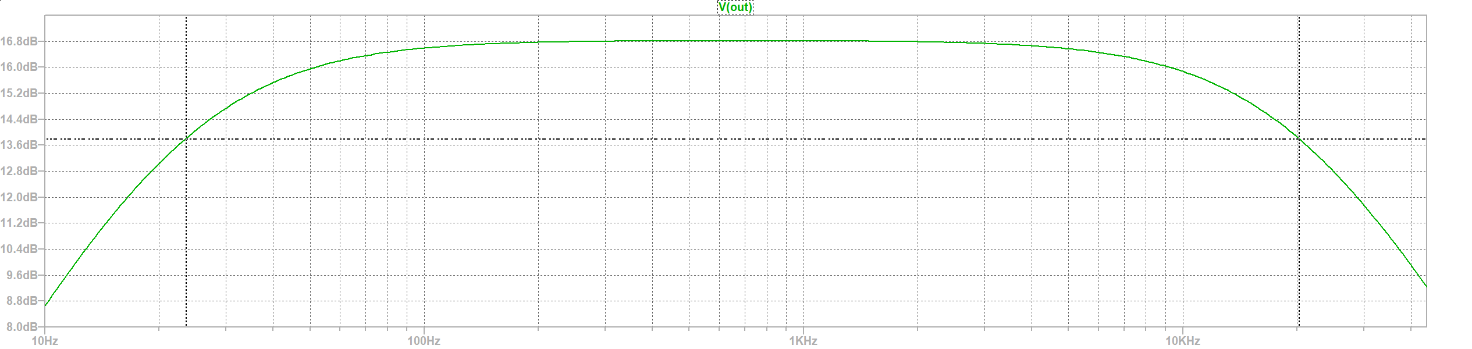 V(out)
16.8dB
16.0dB
15.2dB
14.4dB
13.6dB
12.8dB
12.0dB
11.2dB
10.4dB
9.6dB
8.8dB
8.0dB
10Hz 100Hz 1KHz 10KHz